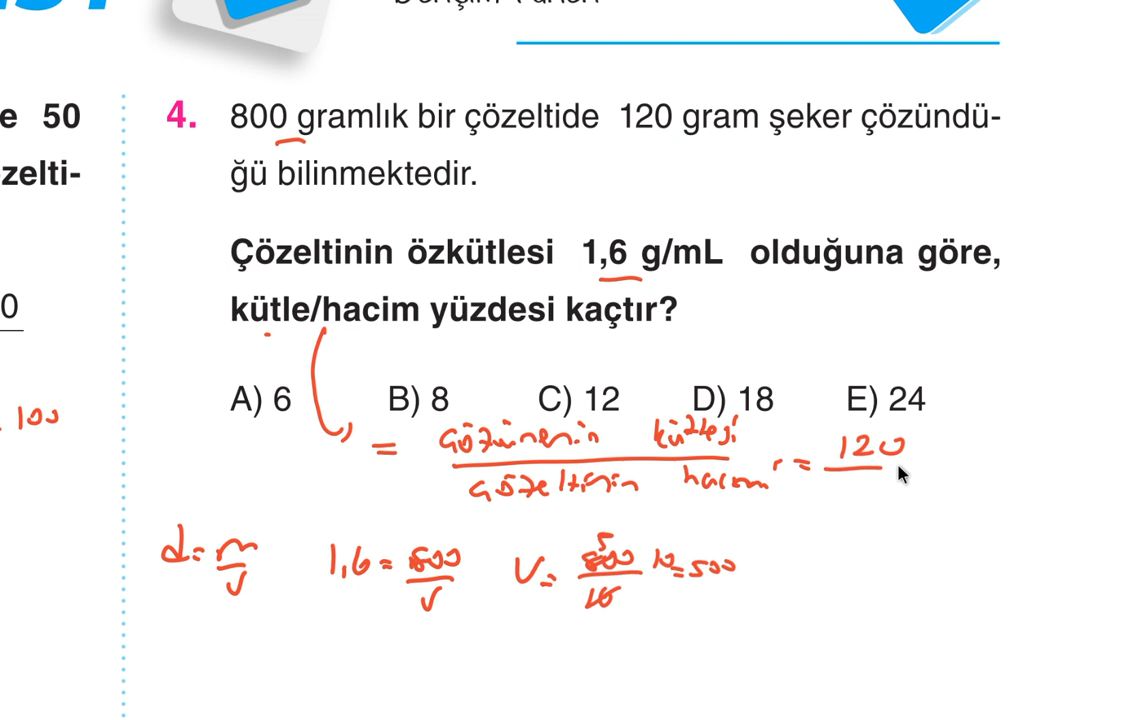 e 50
zelti-
0
100
4. 800 gramlık bir çözeltide 120 gram şeker çözündü-
ğü bilinmektedir.
Çözeltinin özkütlesi 1,6 g/mL olduğuna göre,
kütle/hacim yüzdesi kaçtır?
A) 6 B) 8 C) 12 D) 18 E) 24
= çözünenin kütlesi / çözeltinin hacmi = 120
d = m/v 1,6 = 800/v V = 800/16 10 = 500